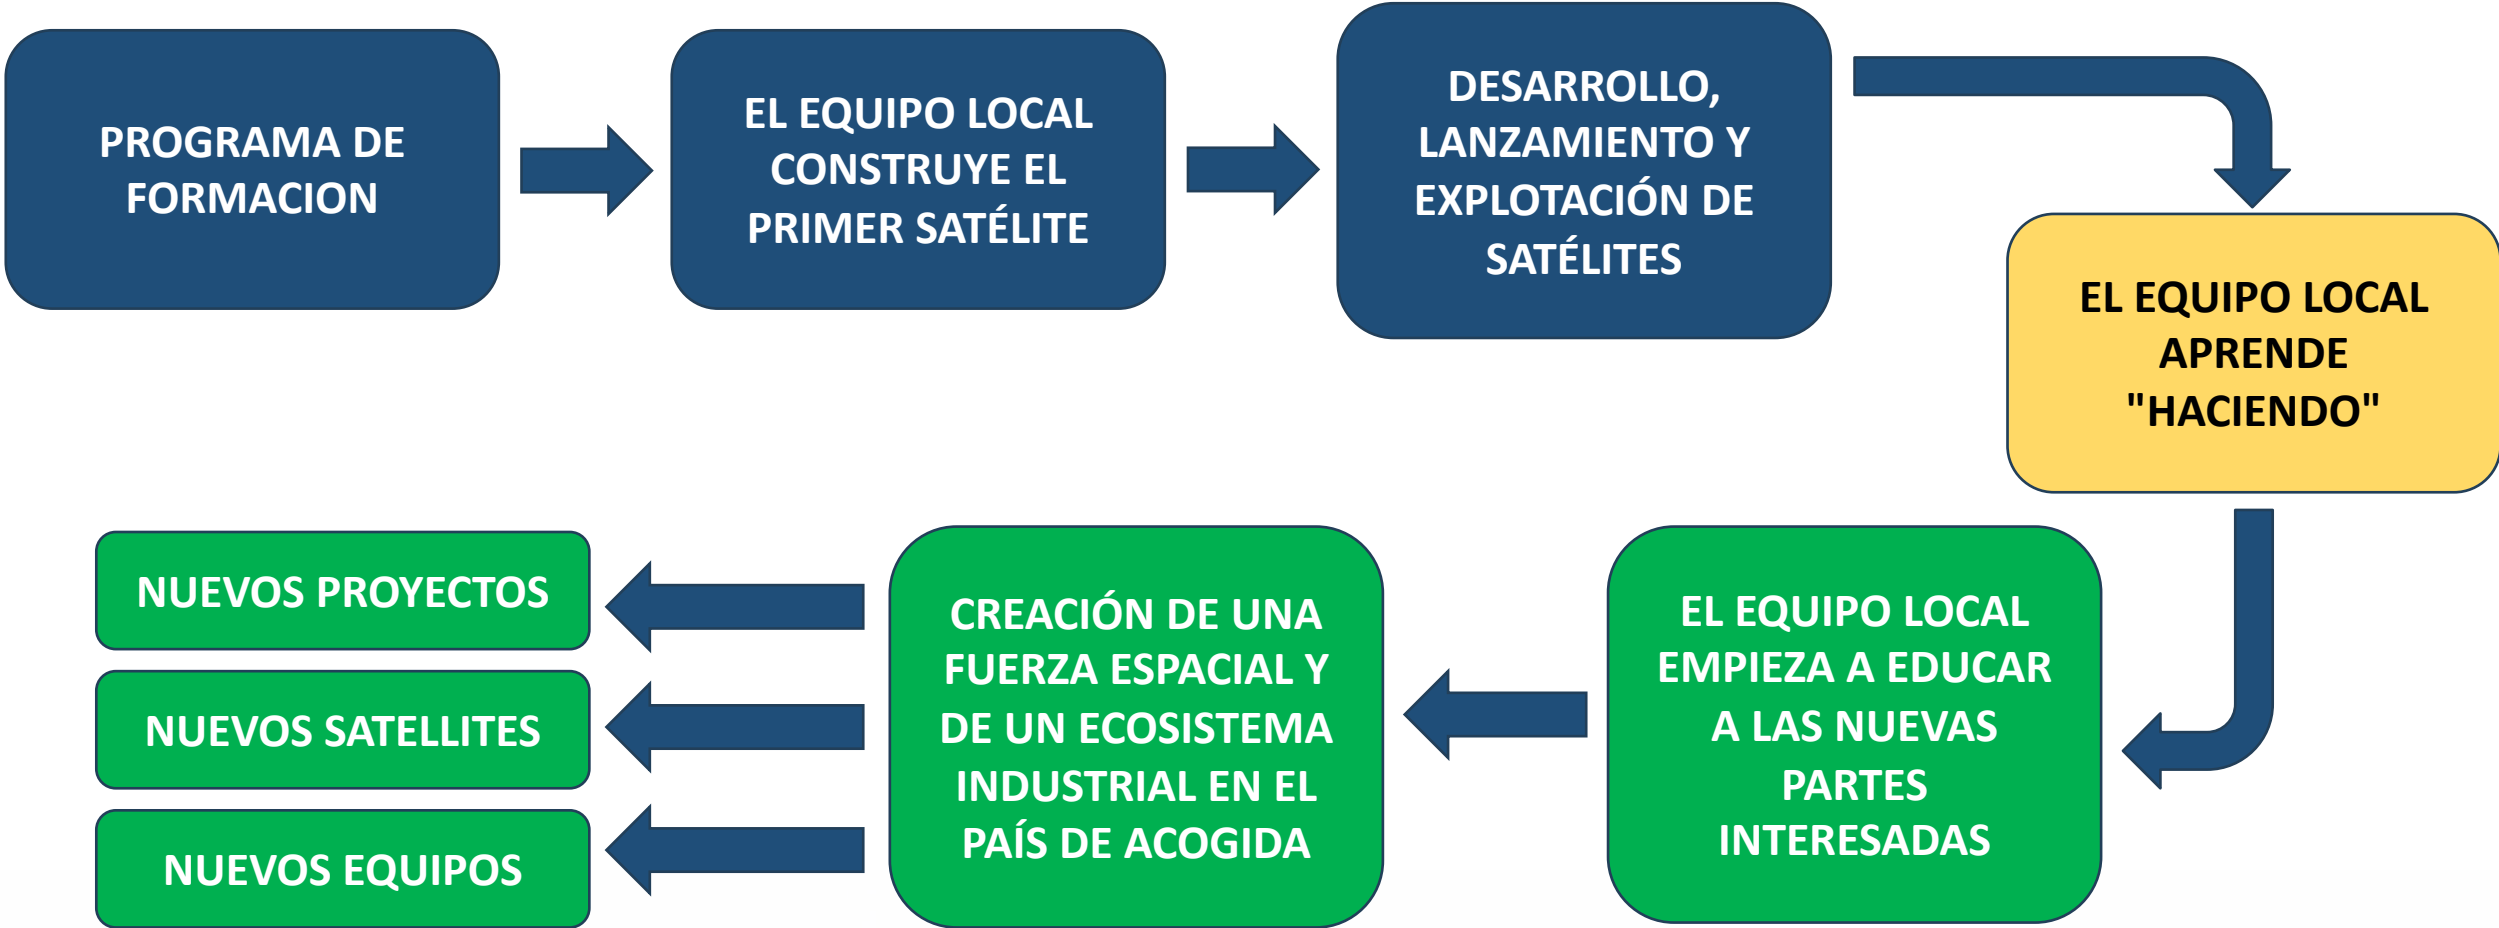 PROGRAMA DE
FORMACION
EL EQUIPO LOCAL
CONSTRUYE EL
PRIMER SATÉLITE
DESARROLLO,
LANZAMIENTO Y
EXPLOTACIÓN DE
SATÉLITES
EL EQUIPO LOCAL
APRENDE
"HACIENDO"
EL EQUIPO LOCAL
EMPIEZA A EDUCAR
A LAS NUEVAS
PARTES
INTERESADAS
CREACIÓN DE UNA
FUERZA ESPACIAL Y
DE UN ECOSISTEMA
INDUSTRIAL EN EL
PAÍS DE ACOGIDA
NUEVOS PROYECTOS
NUEVOS SATELLITES
NUEVOS EQUIPOS